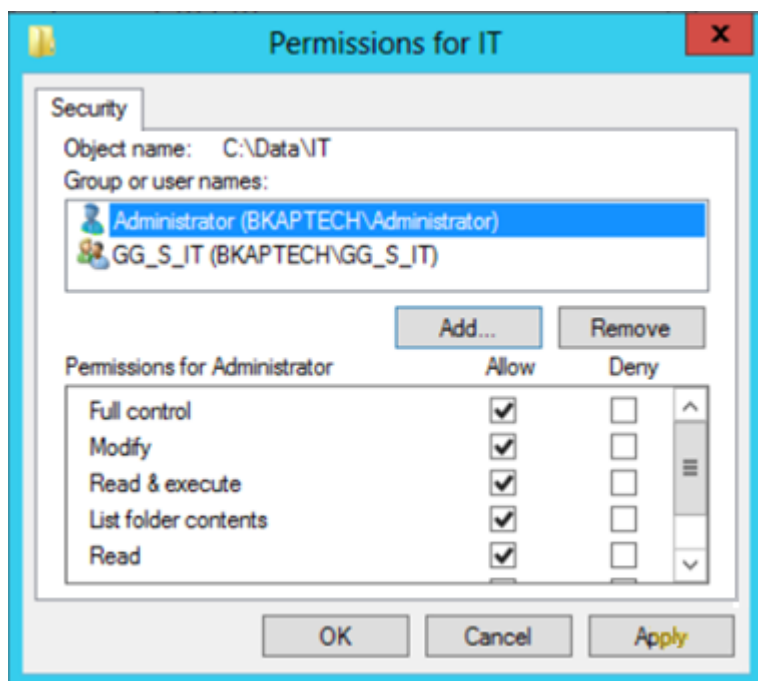 Permissions for IT
x
Security
Object name: C:\Data\IT
Group or user names:
Administrator (BKAPTECH\Administrator)
GG_S_IT (BKAPTECH\GG_S_IT)
Add... Remove
Permissions for Administrator Allow Deny
Full control
Modify
Read & execute
List folder contents
Read
OK Cancel Apply